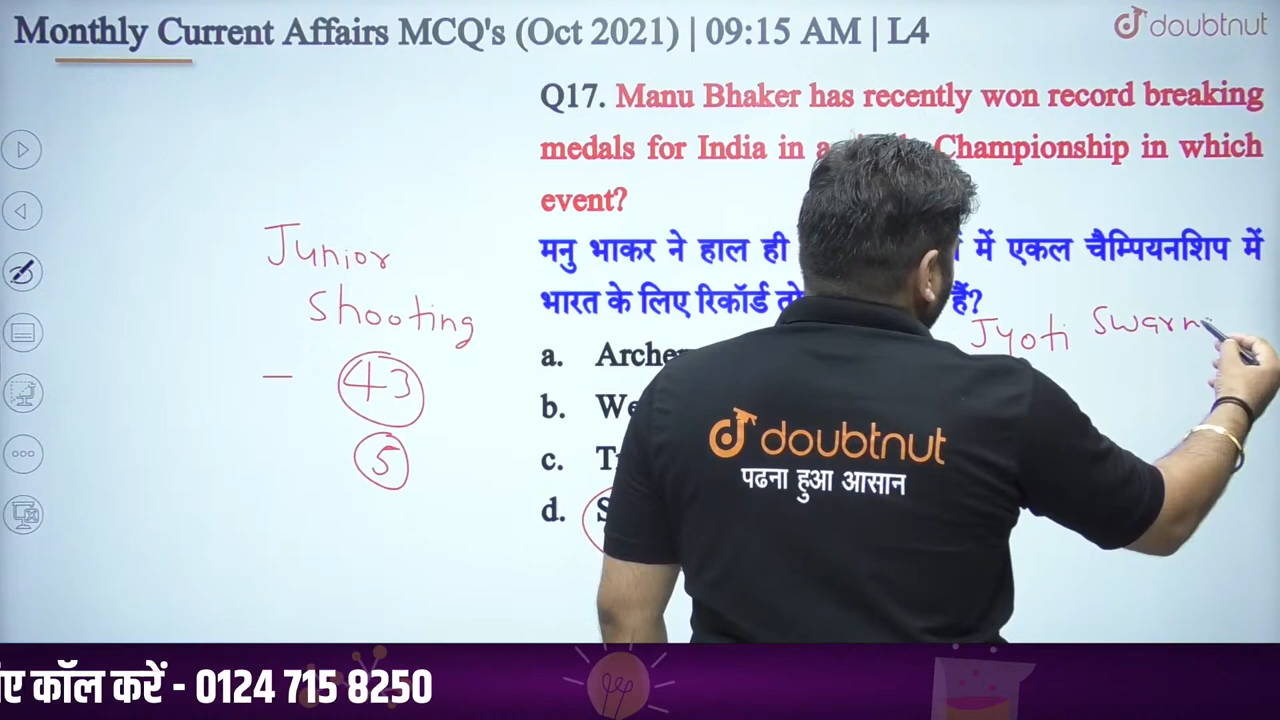 Monthly Current Affairs MCQ's (Oct 2021) | 09:15 AM | L4
doubtnut
Q17. Manu Bhaker has recently won record breaking
medals for India in a Championship in which
event?
मनु भाकर ने हाल ही में एकल चैम्पियनशिप में
भारत के लिए रिकॉर्ड हैं?
a.
b.
c.
d.
Junior
Shooting
- 43
5
Jyoti Swarn
doubtnut
पढना हुआ आसान
कॉल करें - 0124 715 8250